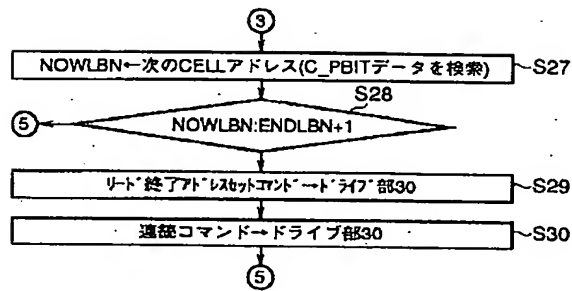 ③
NOWLBN←次のCELLアドレス(C_PBITデータを検索) S27
S28
⑤ NOWLBN:ENDLBN+1
リード終了アドレスセットコマンド→ドライブ部30 S29
連続コマンド→ドライブ部30 S30
⑤